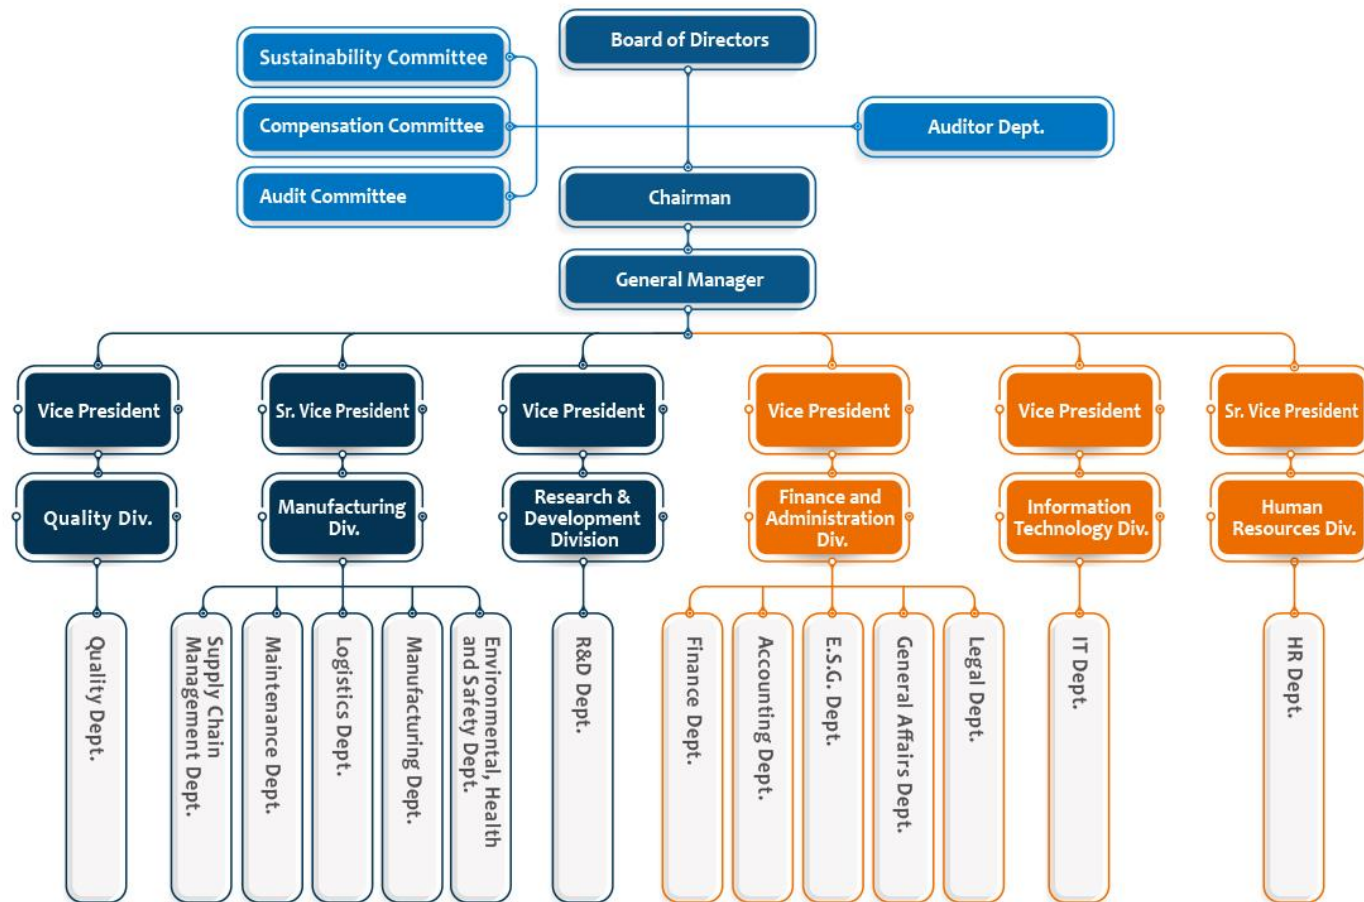 Board of Directors
Sustainability Committee
Compensation Committee
Auditor Dept.
Audit Committee
Chairman
General Manager
Vice President
Sr. Vice President
Vice President
Vice President
Vice President
Sr. Vice President
Quality Div.
Manufacturing
Div.
Research &
Development
Division
Finance and
Administration
Div.
Information
Technology Div.
Human
Resources Div.
Quality Dept.
Supply Chain
Management Dept.
Maintenance Dept.
Logistics Dept.
Manufacturing Dept.
Environmental, Health
and Safety Dept.
R&D Dept.
Finance Dept.
Accounting Dept.
E.S.G. Dept.
General Affairs Dept.
Legal Dept.
IT Dept.
HR Dept.